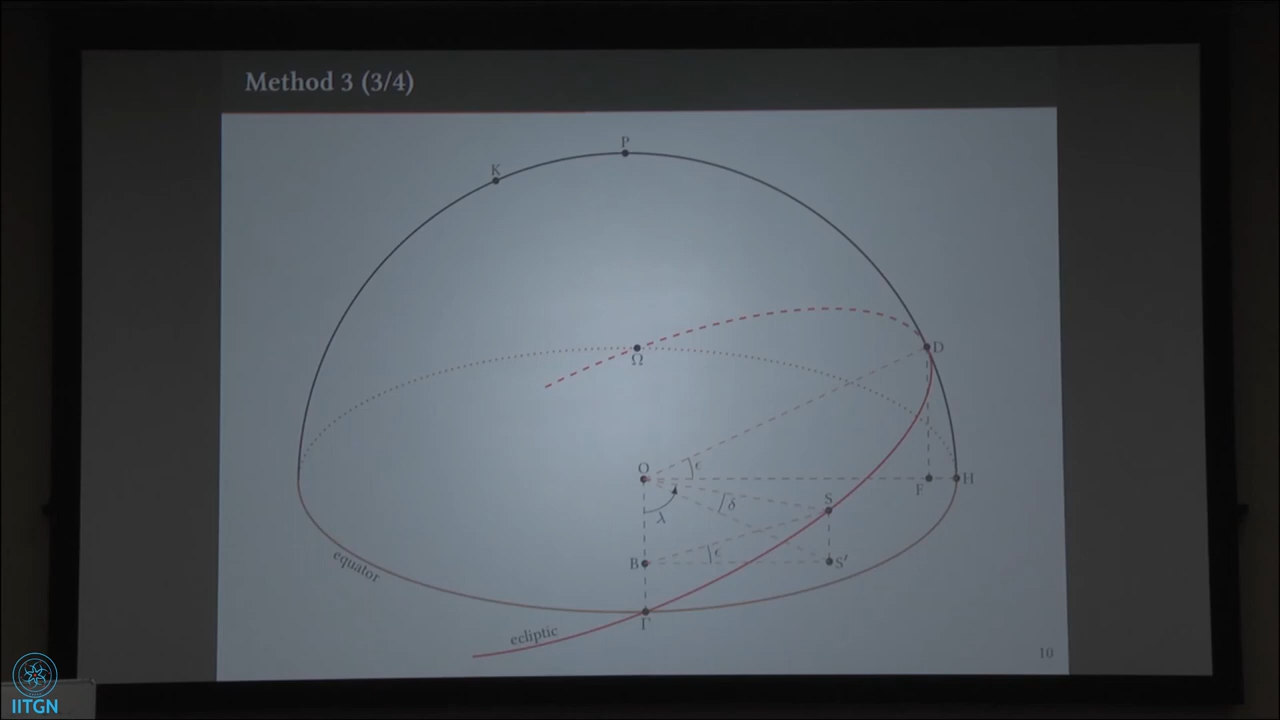 Method 3 (3/4)
P
K
D
Ω
O
ϵ
H
F
S
δ
λ
B
ϵ
S′
equator
Γ
ecliptic
10
IITGN